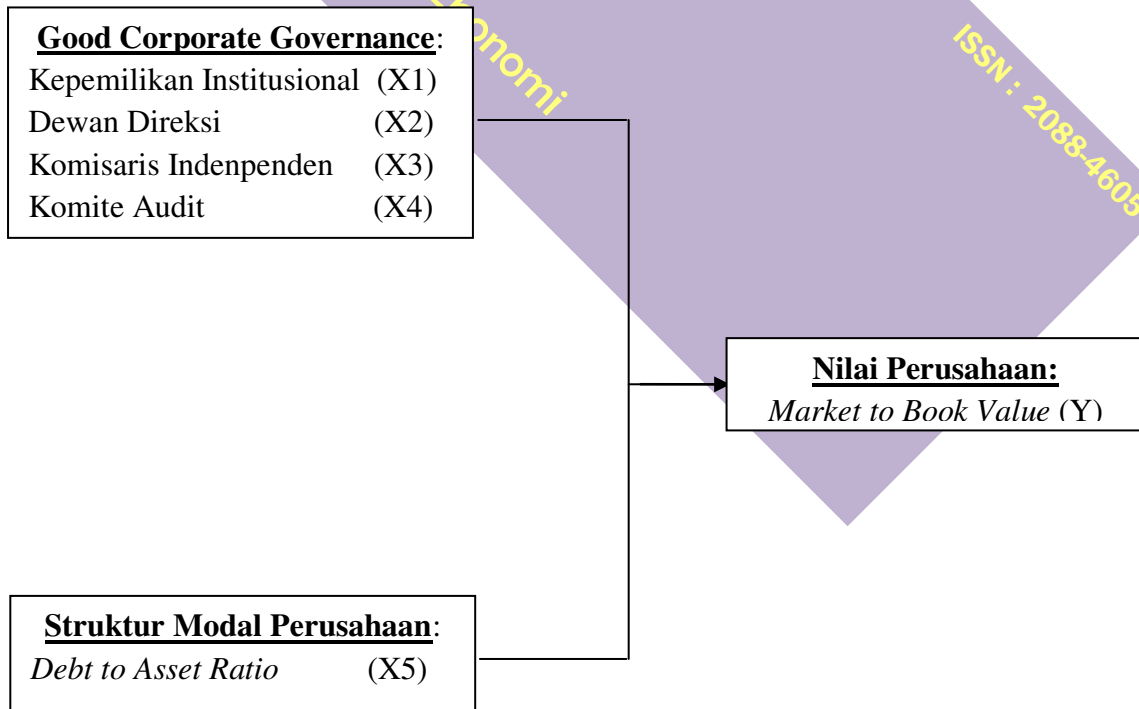 Good Corporate Governance:
Kepemilikan Institusional (X1)
Dewan Direksi (X2)
Komisaris Indenpenden (X3)
Komite Audit (X4)
ISSN : 2088-4605
Nilai Perusahaan:
Market to Book Value (Y)
Struktur Modal Perusahaan:
Debt to Asset Ratio (X5)